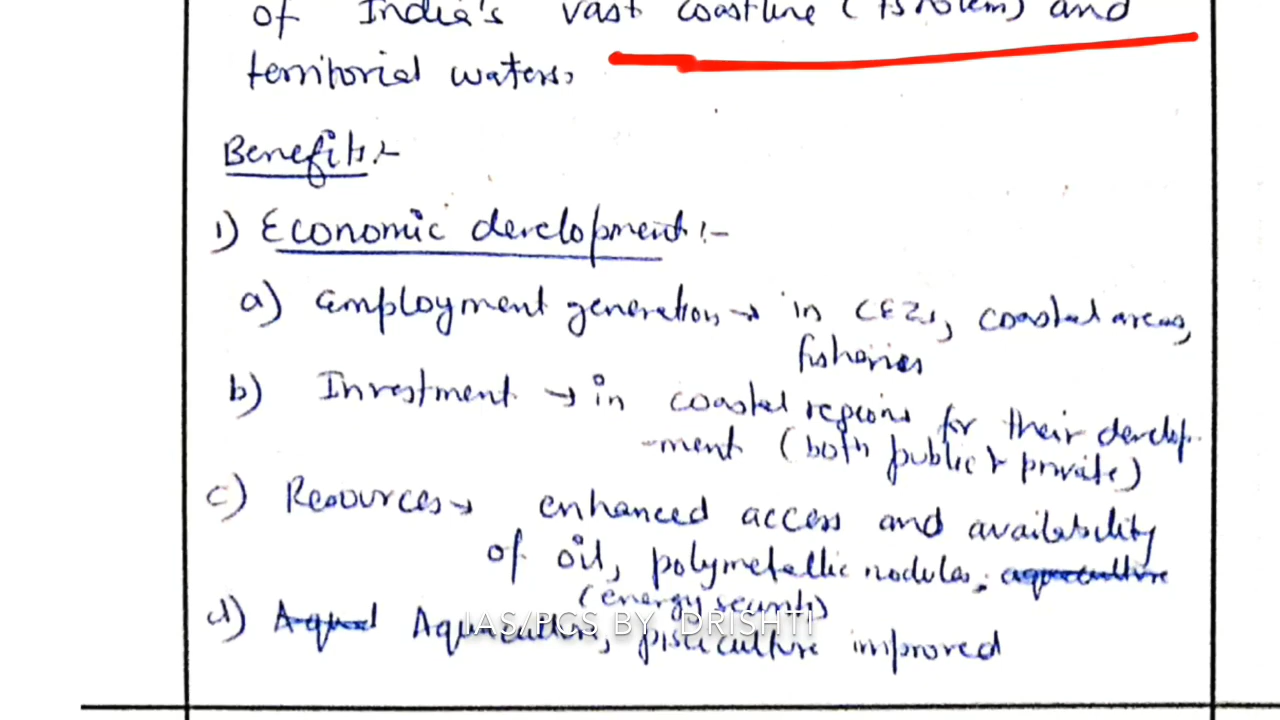 of India's vast coastline (7516km) and
territorial waters.
Benefits:-
1) Economic development:-
a) Employment generation → in CEZs, coastal areas,
fisheries
b) Investment → in coastal regions for their develop-
-ment (both public & private)
c) Resources → enhanced access and availability
of oil, polymetallic nodules, aquaculture
(energy security)
d) Aquad Aquaculture, pisciculture improved
IAS/PCS BY DRISHTI